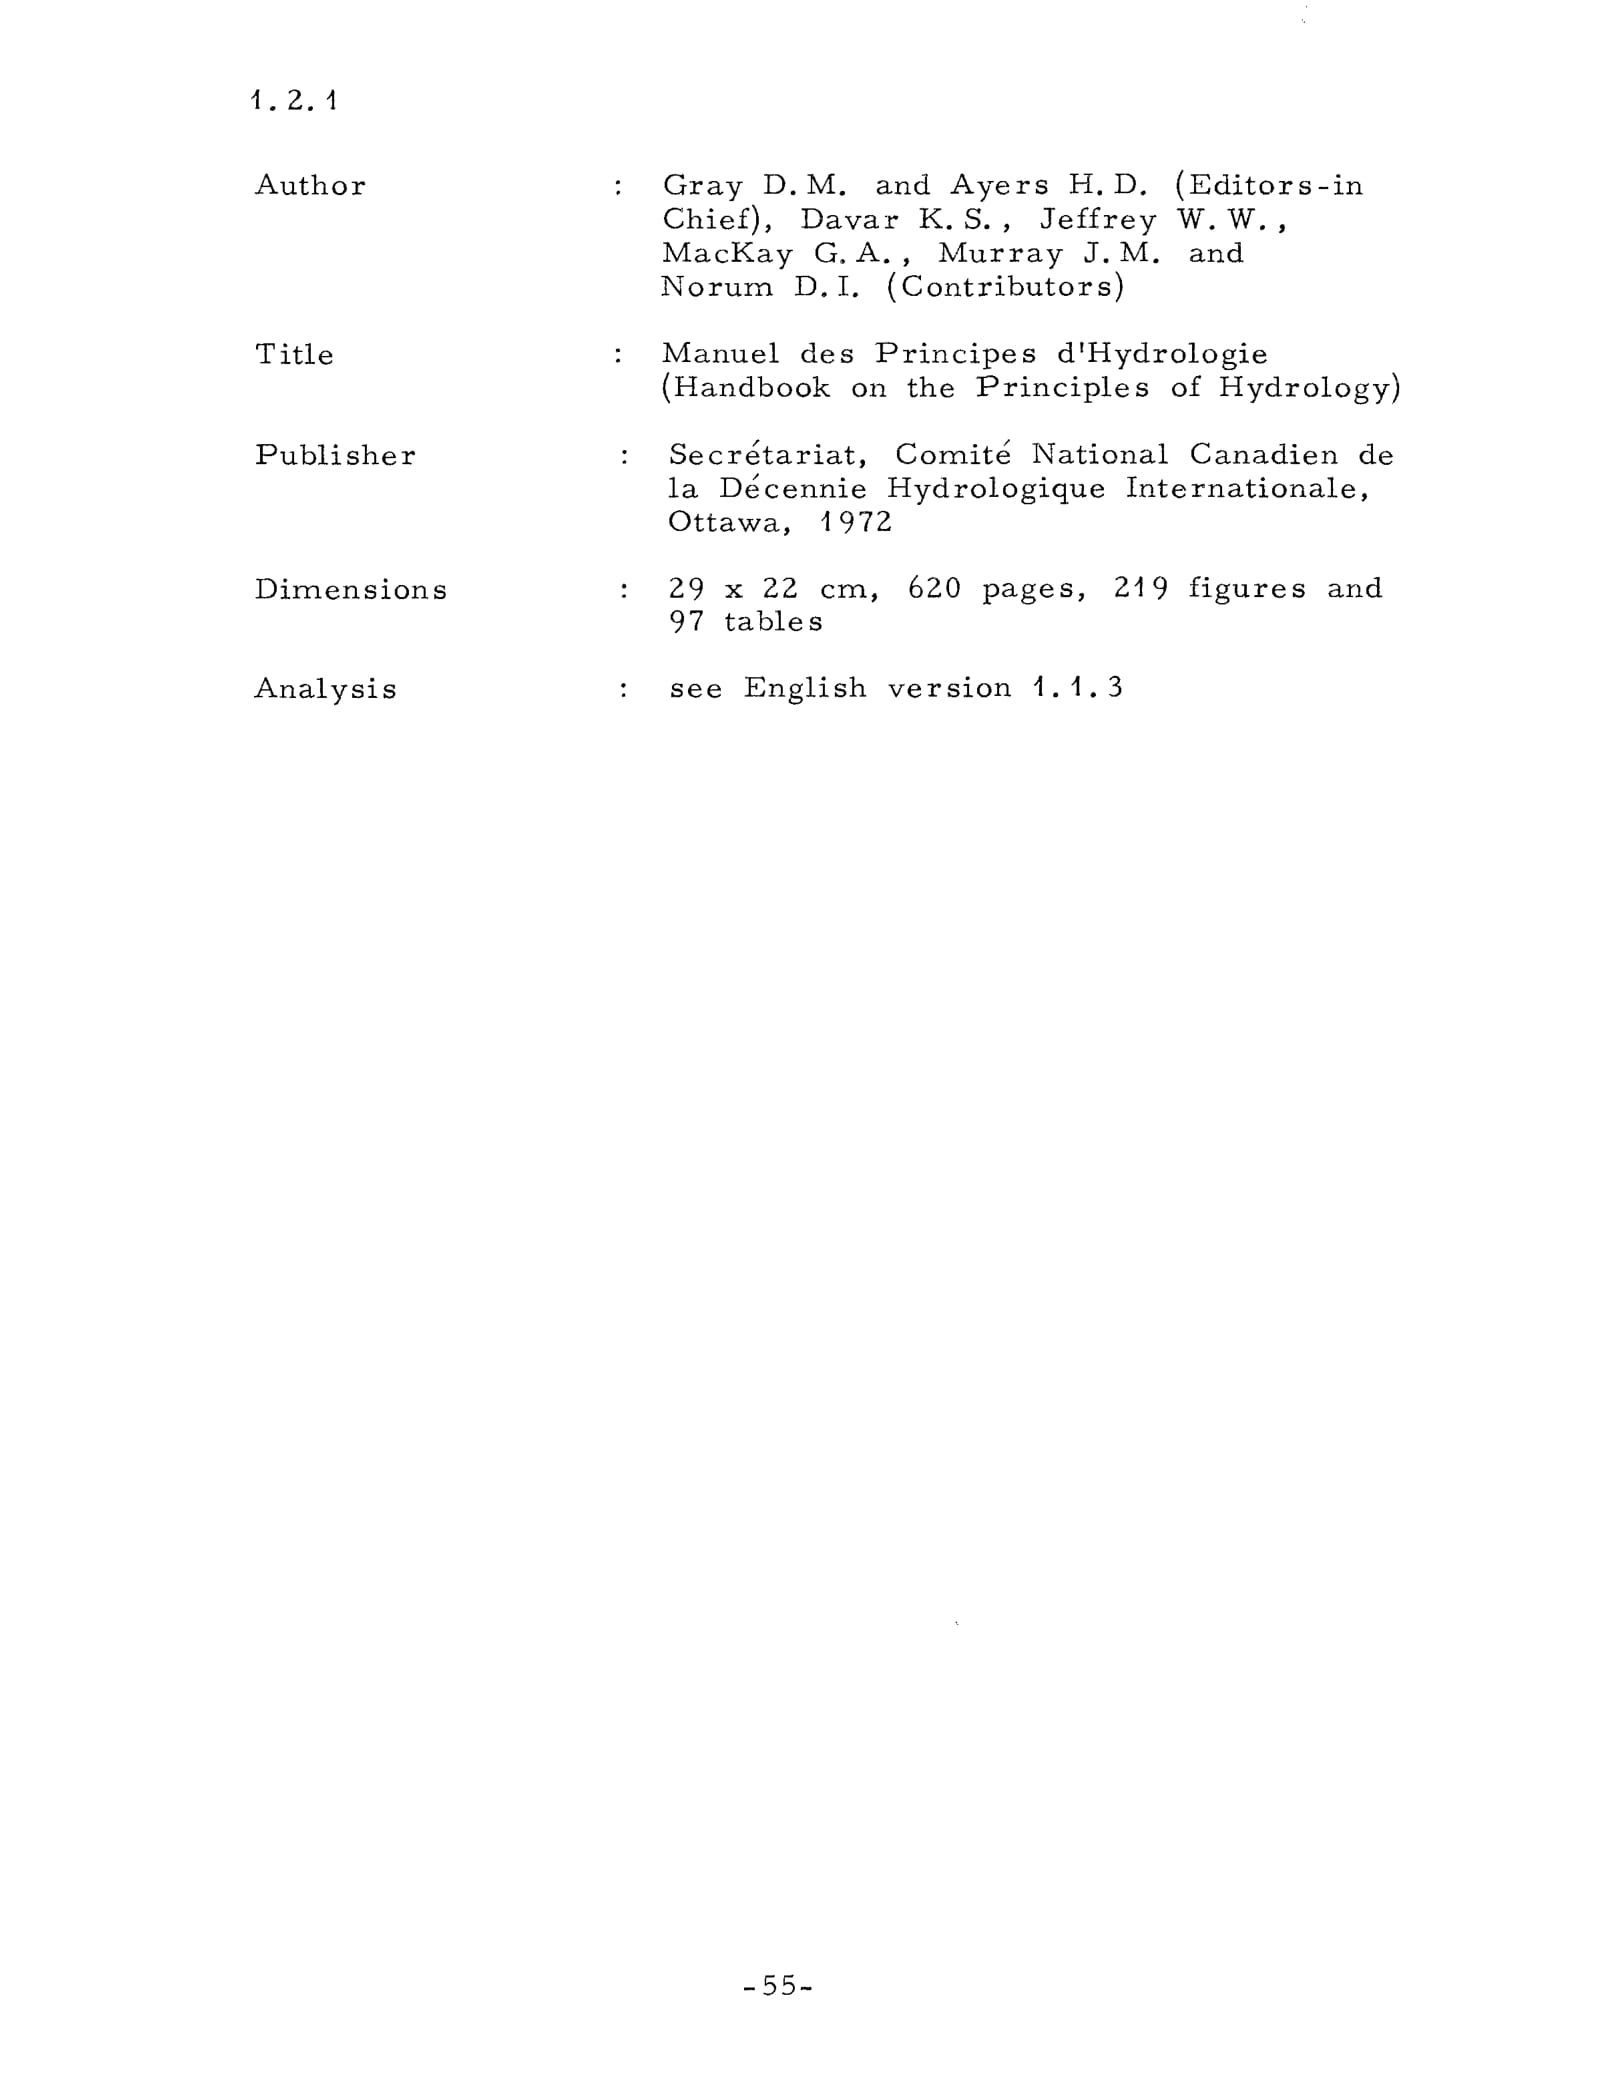 1.2.1
Author : Gray D.M. and Ayers H.D. (Editors-in
Chief), Davar K.S., Jeffrey W.W.,
MacKay G.A., Murray J.M. and
Norum D.I. (Contributors)
Title : Manuel des Principes d'Hydrologie
(Handbook on the Principles of Hydrology)
Publisher : Secrétariat, Comité National Canadien de
la Décennie Hydrologique Internationale,
Ottawa, 1972
Dimensions : 29 x 22 cm, 620 pages, 219 figures and
97 tables
Analysis : see English version 1.1.3
-55-